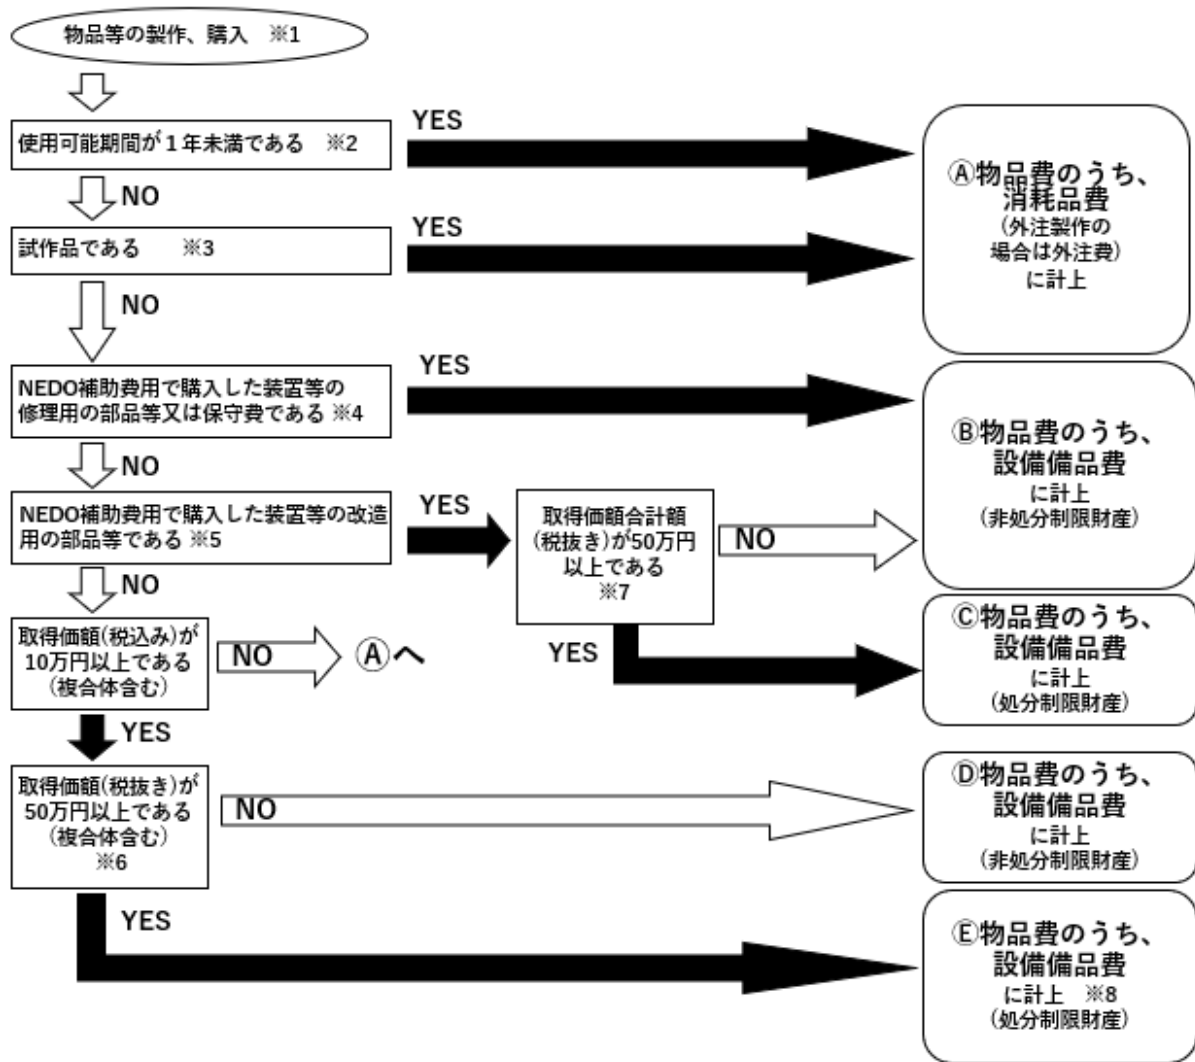 物品等の製作、購入　※1
使用可能期間が１年未満である　※2
YES
NO
試作品である　　※3
YES
NO
NEDO補助費用で購入した装置等の
修理用の部品等又は保守費である ※4
YES
NO
NEDO補助費用で購入した装置等の改造
用の部品等である ※5
YES
取得価額合計額
(税抜き)が50万円
以上である
※7
NO
YES
NO
取得価額(税込み)が
10万円以上である
(複合体含む)
NO
Ⓐへ
YES
取得価額(税抜き)が
50万円以上である
(複合体含む)
※6
NO
YES
Ⓐ物品費のうち、
消耗品費
(外注製作の
場合は外注費)
に計上
Ⓑ物品費のうち、
設備備品費
に計上
(非処分制限財産)
Ⓒ物品費のうち、
設備備品費
に計上
(処分制限財産)
Ⓓ物品費のうち、
設備備品費
に計上
(非処分制限財産)
Ⓔ物品費のうち、
設備備品費
に計上　※8
(処分制限財産)